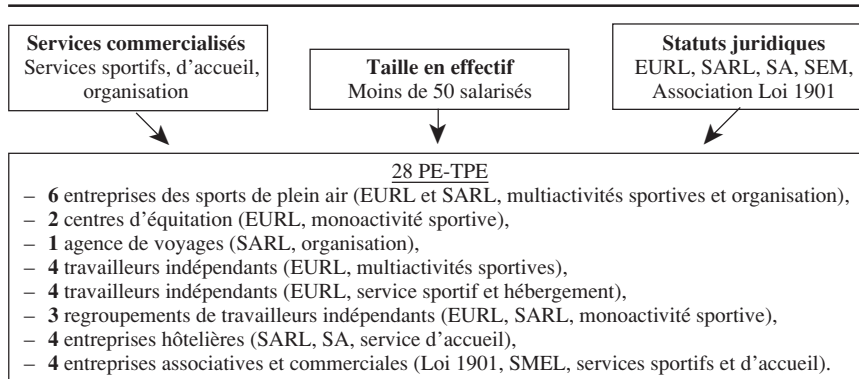 Services commercialisés
Services sportifs, d'accueil,
organisation
Taille en effectif
Moins de 50 salarisés
Statuts juridiques
EURL, SARL, SA, SEM,
Association Loi 1901
28 PE-TPE
– 6 entreprises des sports de plein air (EURL et SARL, multiactivités sportives et organisation),
– 2 centres d'équitation (EURL, monoactivité sportive),
– 1 agence de voyages (SARL, organisation),
– 4 travailleurs indépendants (EURL, multiactivités sportives),
– 4 travailleurs indépendants (EURL, service sportif et hébergement),
– 3 regroupements de travailleurs indépendants (EURL, SARL, monoactivité sportive),
– 4 entreprises hôtelières (SARL, SA, service d'accueil),
– 4 entreprises associatives et commerciales (Loi 1901, SMEL, services sportifs et d'accueil).